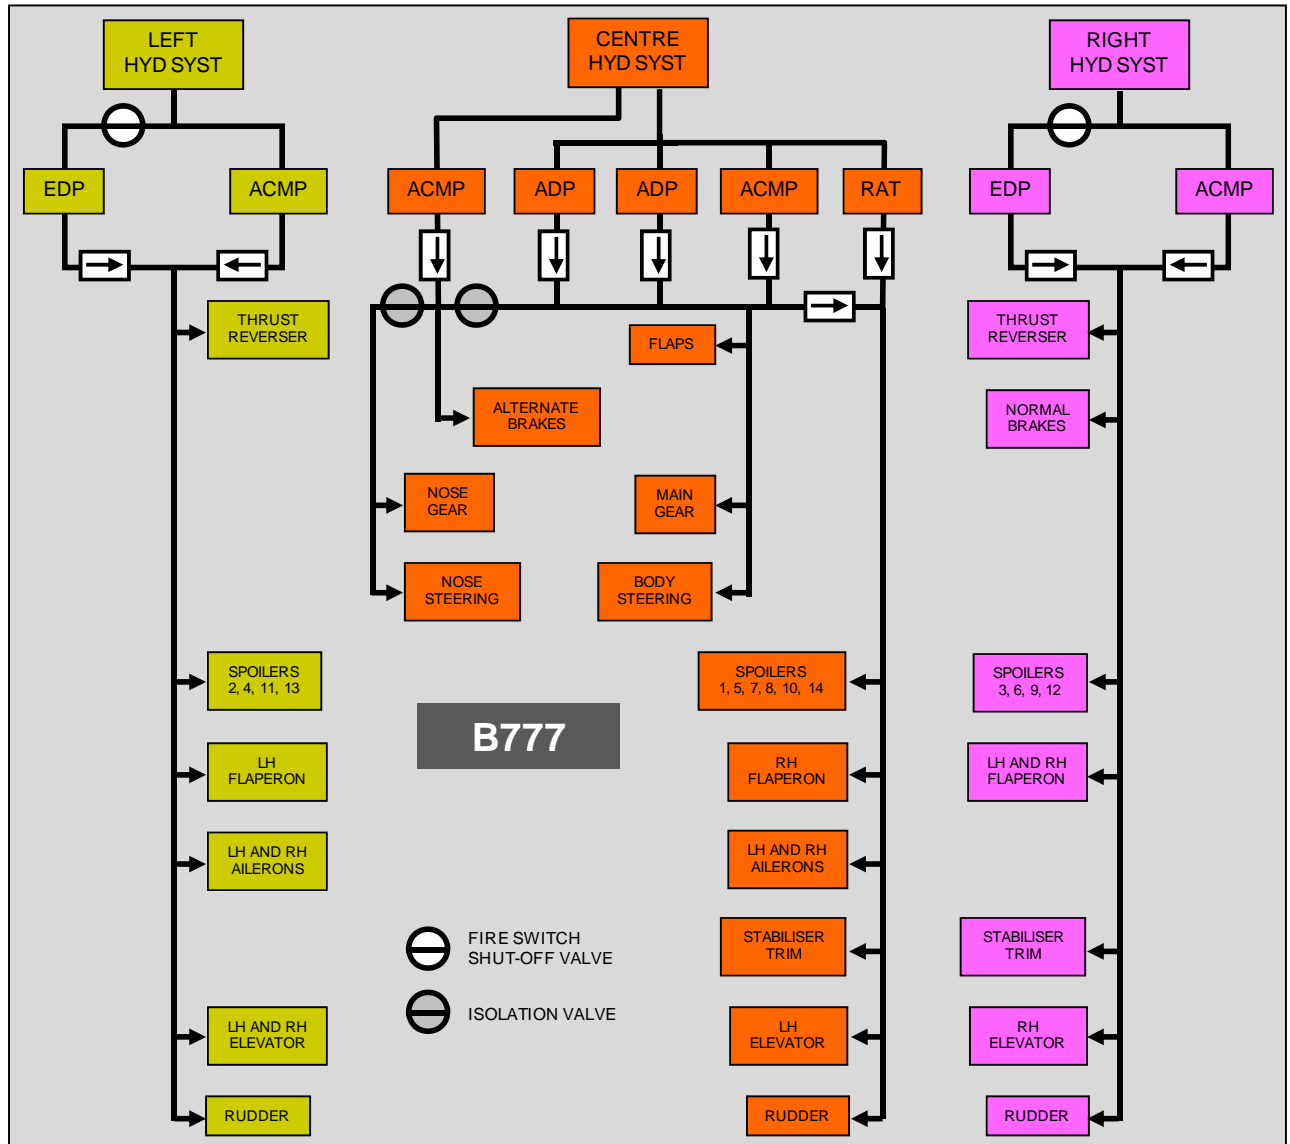 LEFT
HYD SYST
CENTRE
HYD SYST
RIGHT
HYD SYST
EDP
ACMP
ACMP
ADP
ADP
ACMP
RAT
EDP
ACMP
THRUST
REVERSER
FLAPS
THRUST
REVERSER
ALTERNATE
BRAKES
NORMAL
BRAKES
NOSE
GEAR
MAIN
GEAR
NOSE
STEERING
BODY
STEERING
SPOILERS
2, 4, 11, 13
SPOILERS
1, 5, 7, 8, 10, 14
SPOILERS
3, 6, 9, 12
B777
LH
FLAPERON
RH
FLAPERON
LH AND RH
FLAPERON
LH AND RH
AILERONS
LH AND RH
AILERONS
FIRE SWITCH
SHUT-OFF VALVE
STABILISER
TRIM
STABILISER
TRIM
ISOLATION VALVE
LH AND RH
ELEVATOR
LH
ELEVATOR
RH
ELEVATOR
RUDDER
RUDDER
RUDDER